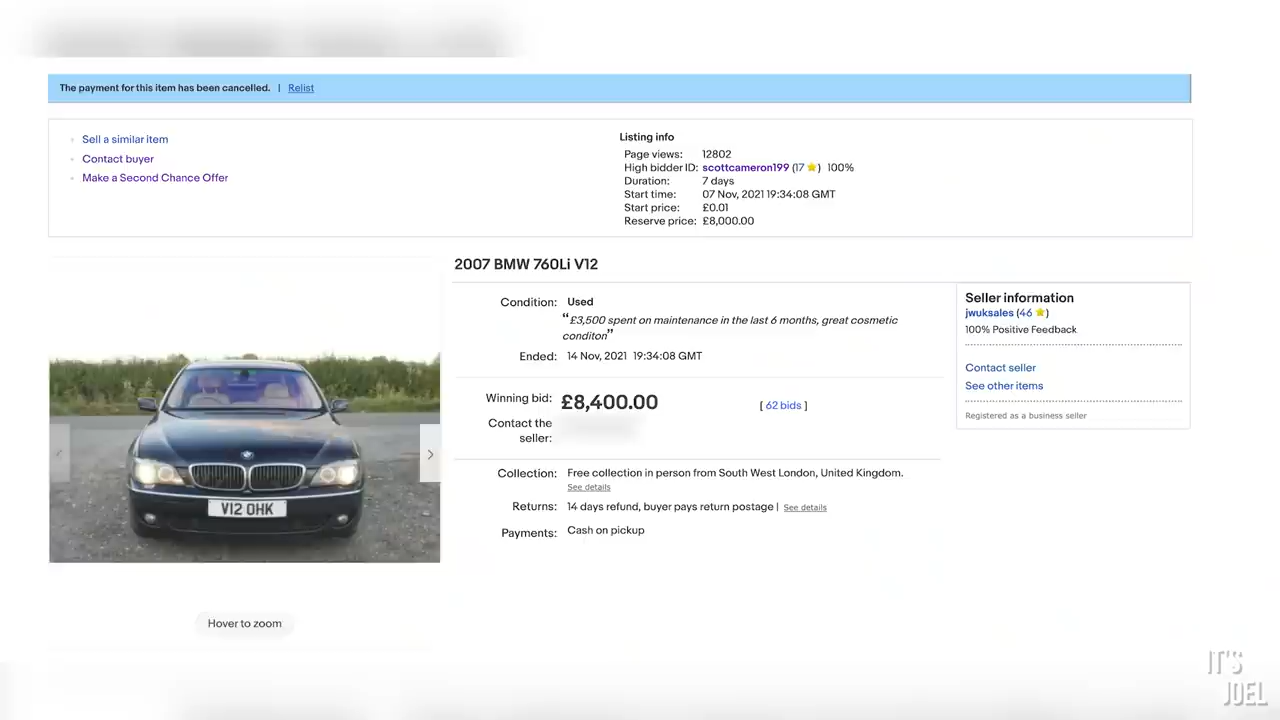 The payment for this item has been cancelled. | Relist
Sell a similar item
Contact buyer
Make a Second Chance Offer
Listing info
Page views: 12802
High bidder ID: scottcameron199 (17 ⭐) 100%
Duration: 7 days
Start time: 07 Nov, 2021 19:34:08 GMT
Start price: £0.01
Reserve price: £8,000.00
2007 BMW 760Li V12
Condition: Used
“£3,500 spent on maintenance in the last 6 months, great cosmetic
conditon”
Ended: 14 Nov, 2021 19:34:08 GMT
Winning bid: £8,400.00 [ 62 bids ]
Contact the
seller:
Collection: Free collection in person from South West London, United Kingdom.
See details
Returns: 14 days refund, buyer pays return postage | See details
Payments: Cash on pickup
Seller information
jwuksales (46 ⭐)
100% Positive Feedback
Contact seller
See other items
Registered as a business seller
V12 OHK
Hover to zoom
IT'S
JOEL